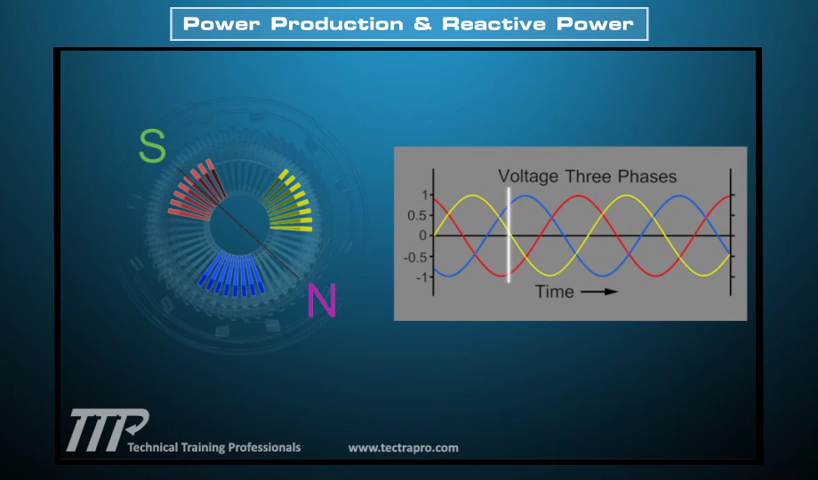 Power Production & Reactive Power
S
N
Voltage Three Phases
1
0.5
0
-0.5
-1
Time
TTP
Technical Training Professionals
www.tectrapro.com